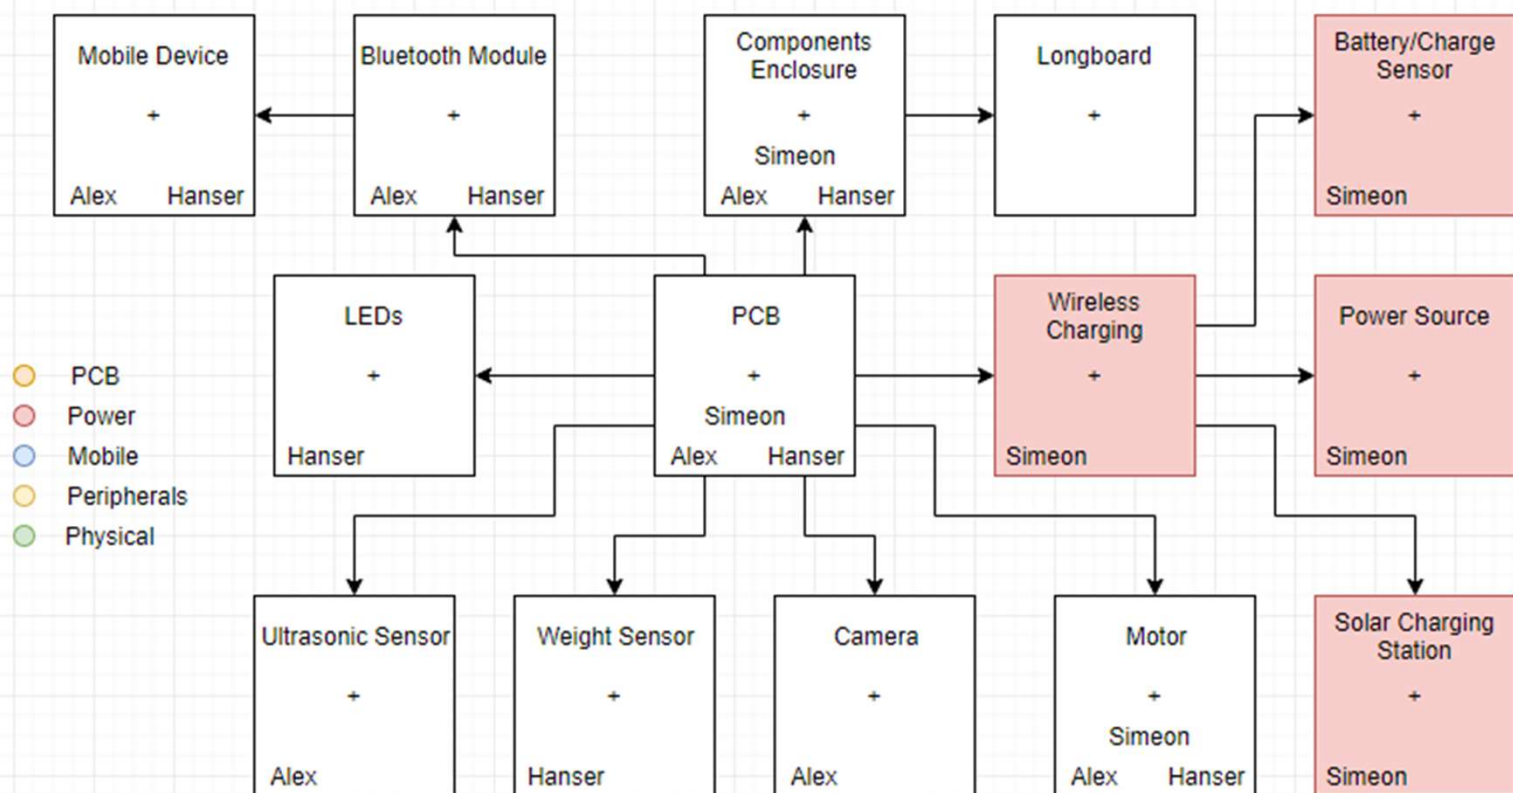 Mobile Device
+
Alex Hanser
Bluetooth Module
+
Alex Hanser
Components
Enclosure
+
Simeon
Alex Hanser
Longboard
+
Battery/Charge
Sensor
+
Simeon
LEDs
+
Hanser
PCB
+
Simeon
Alex Hanser
Wireless
Charging
+
Simeon
Power Source
+
Simeon
PCB
Power
Mobile
Peripherals
Physical
Ultrasonic Sensor
+
Alex
Weight Sensor
+
Hanser
Camera
+
Alex
Motor
+
Simeon
Alex Hanser
Solar Charging
Station
+
Simeon